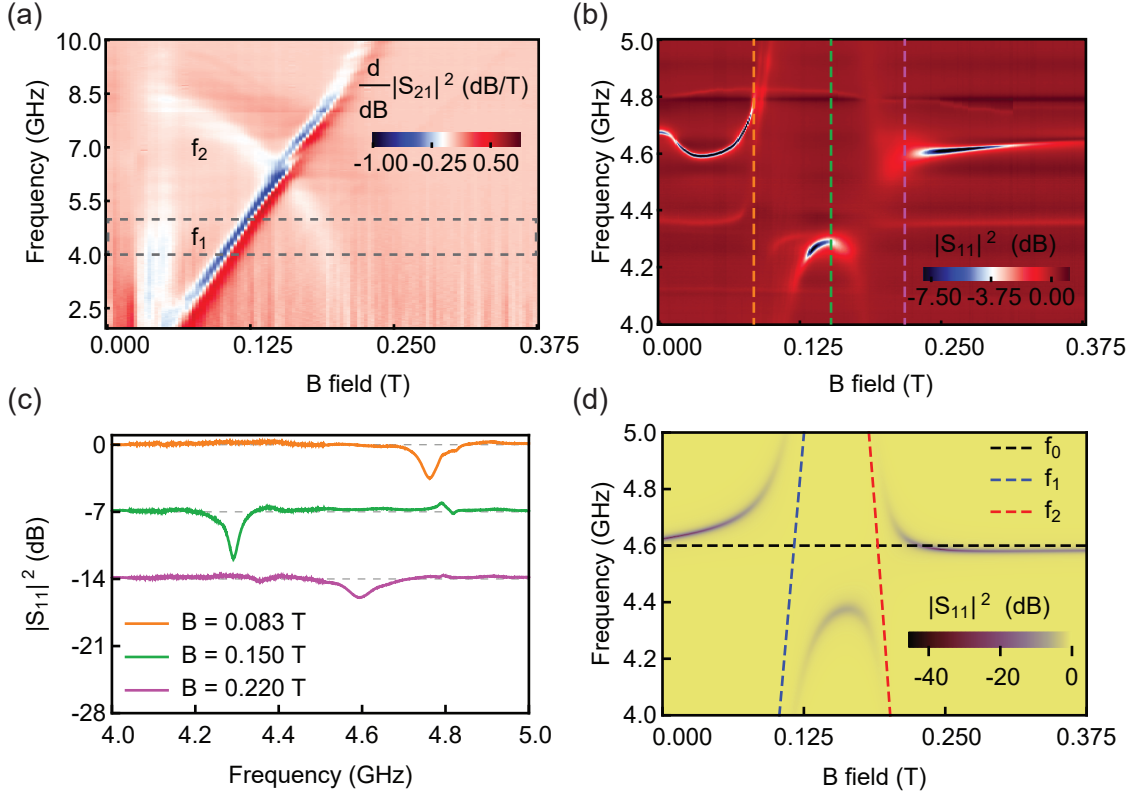 (a)
10.0
8.5
7.0
5.5
4.0
2.5
Frequency (GHz)
f2
f1
d/dB |S21|² (dB/T)
-1.00 -0.25 0.50
0.000 0.125 0.250 0.375
B field (T)
(b)
5.0
4.8
4.6
4.4
4.2
4.0
Frequency (GHz)
|S11|² (dB)
-7.50 -3.75 0.00
0.000 0.125 0.250 0.375
B field (T)
(c)
0
-7
-14
-21
-28
|S11|² (dB)
B = 0.083 T
B = 0.150 T
B = 0.220 T
4.0 4.2 4.4 4.6 4.8 5.0
Frequency (GHz)
(d)
5.0
4.8
4.6
4.4
4.2
4.0
Frequency (GHz)
f0
f1
f2
|S11|² (dB)
-40 -20 0
0.000 0.125 0.250 0.375
B field (T)